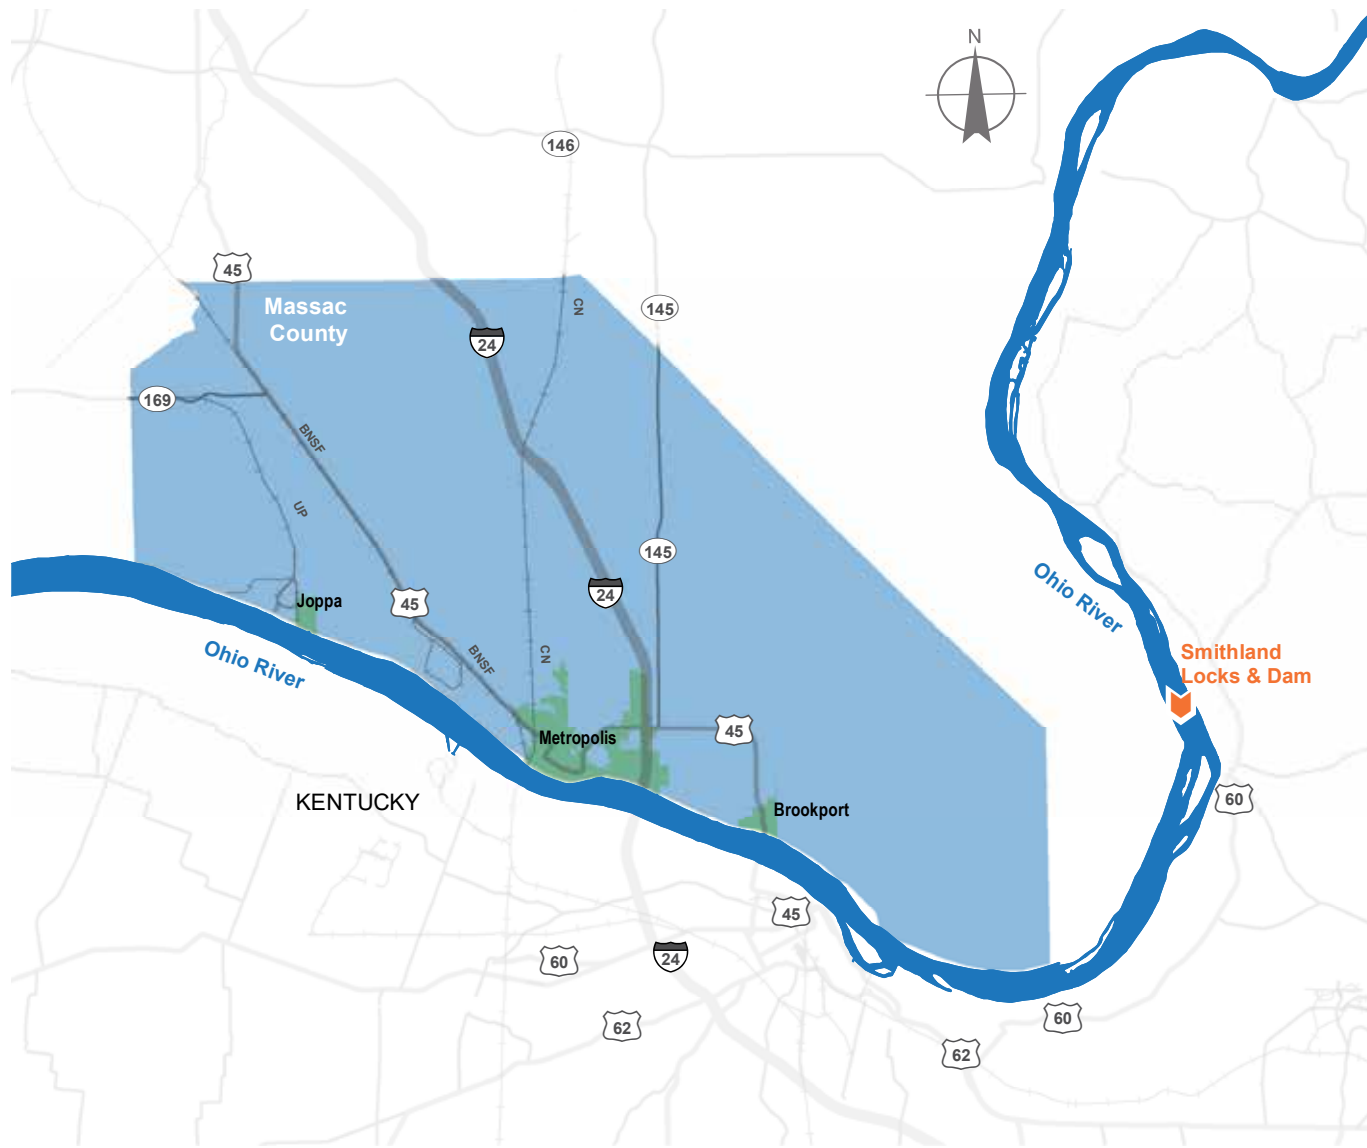 N
146
45
Massac
County
CN
145
24
169
BNSF
UP
145
Ohio River
24
45
Joppa
Smithland
Locks & Dam
Ohio River
BNSF
CN
45
Metropolis
60
KENTUCKY
Brookport
45
60
24
60
62
62